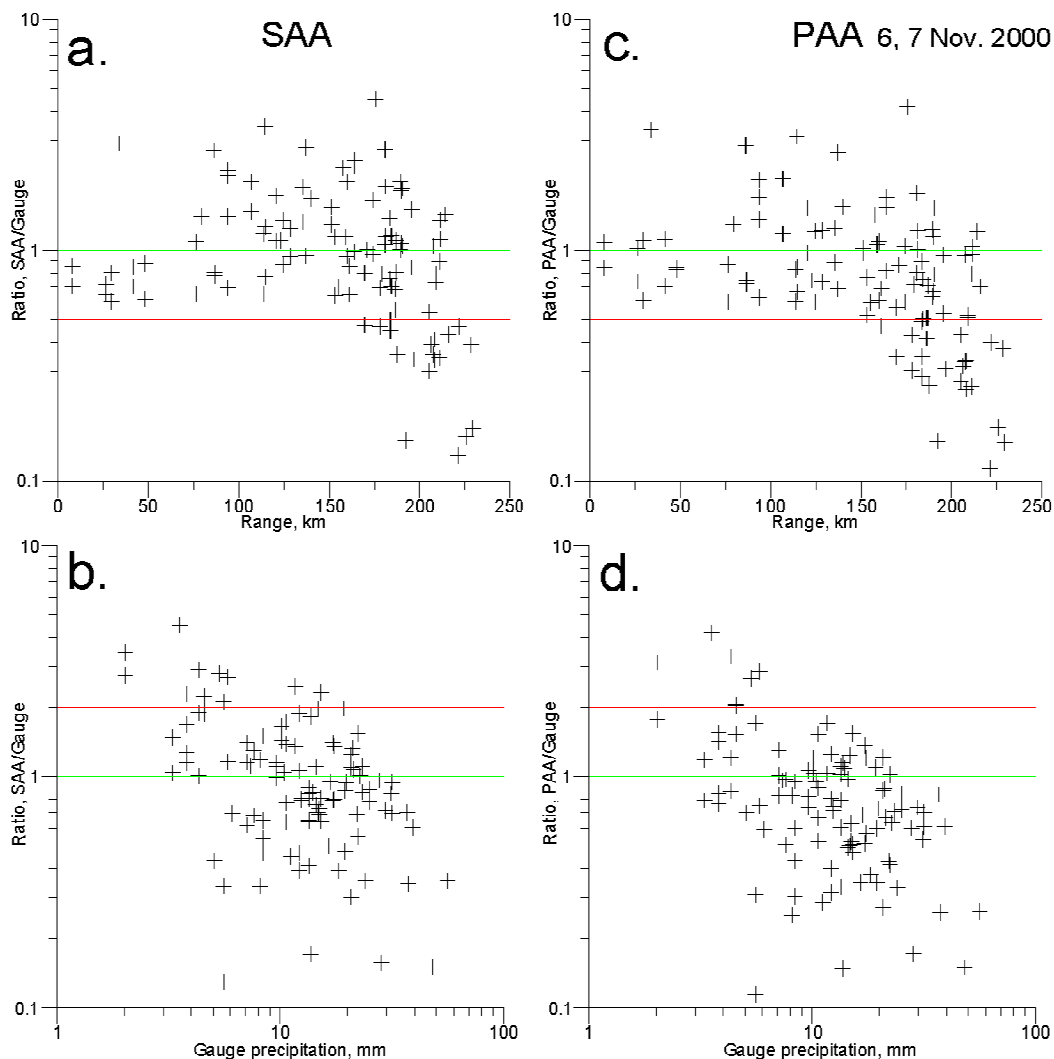 a. SAA
10
1
0.1
Ratio, SAA/Gauge
0 50 100 150 200 250
Range, km
c. PAA 6, 7 Nov. 2000
10
1
0.1
Ratio, PAA/Gauge
0 50 100 150 200 250
Range, km
b.
10
1
0.1
Ratio, SAA/Gauge
1 10 100
Gauge precipitation, mm
d.
10
1
0.1
Ratio, PAA/Gauge
1 10 100
Gauge precipitation, mm